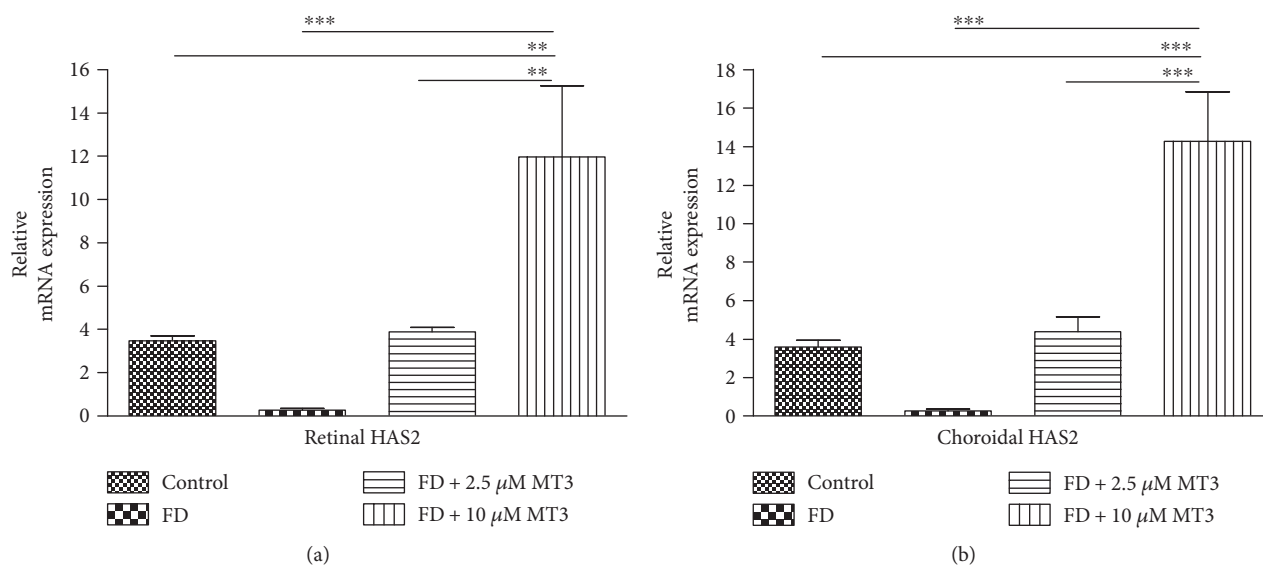 ***
**
**
16
14
12
10
8
6
4
2
0
Relative
mRNA expression
Retinal HAS2
Control
FD
FD + 2.5 μM MT3
FD + 10 μM MT3
(a)
***
***
***
18
16
14
12
10
8
6
4
2
0
Relative
mRNA expression
Choroidal HAS2
Control
FD
FD + 2.5 μM MT3
FD + 10 μM MT3
(b)